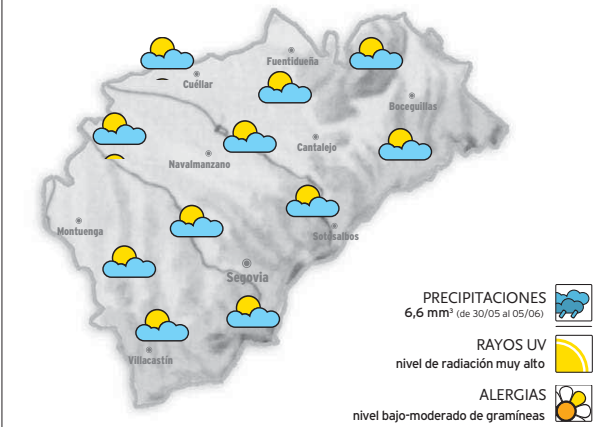 Fuentidueña
Cuéllar
Boceguillas
Cantalejo
Navalmanzano
Montuenga
Sotosalbos
Segovia
Villacastín
PRECIPITACIONES
6,6 mm³ (de 30/05 al 05/06)
RAYOS UV
nivel de radiación muy alto
ALERGIAS
nivel bajo-moderado de gramíneas